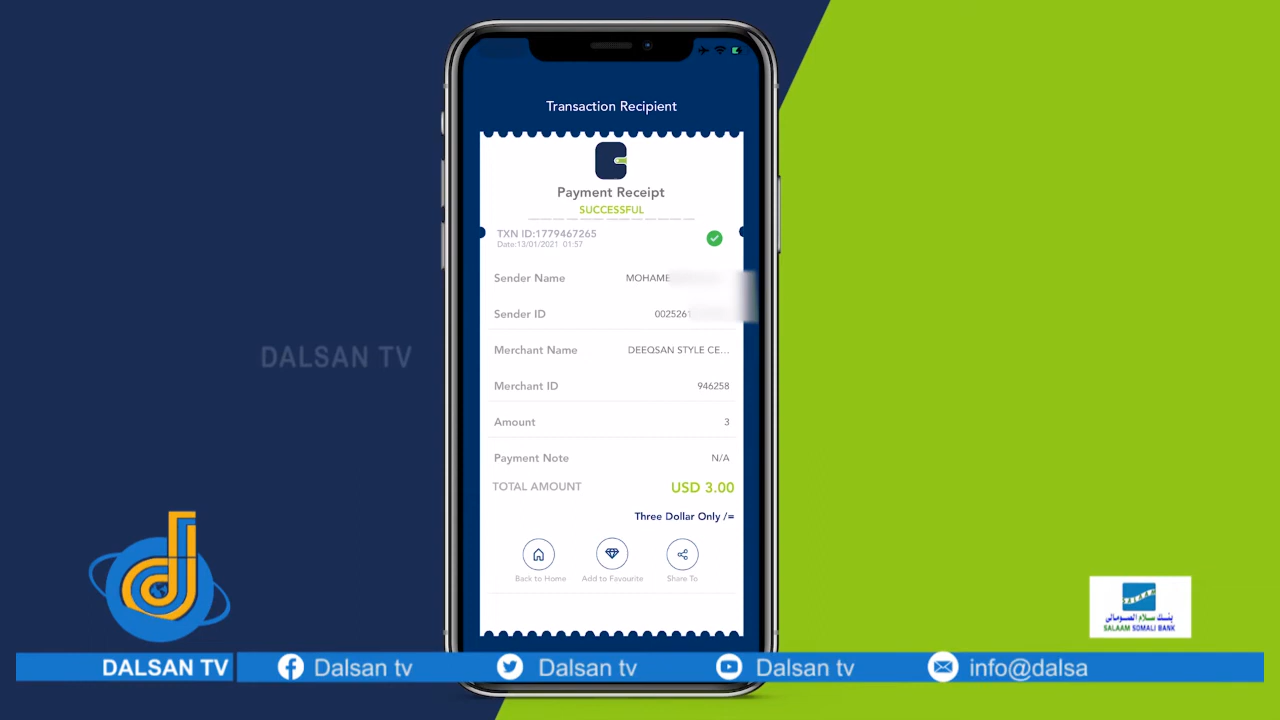 Transaction Recipient
Payment Receipt
SUCCESSFUL
TXN ID:1779467265
Date:13/01/2021 01:57
Sender Name MOHAME
Sender ID 0025261
Merchant Name DEEQSAN STYLE CE...
Merchant ID 946258
Amount 3
Payment Note N/A
TOTAL AMOUNT USD 3.00
Three Dollar Only /=
Back to Home Add to Favourite Share To
DALSAN TV
SALAAM
بنك سلام الصومالي
SALAAM SOMALI BANK
DALSAN TV Dalsan tv Dalsan tv Dalsan tv info@dalsa